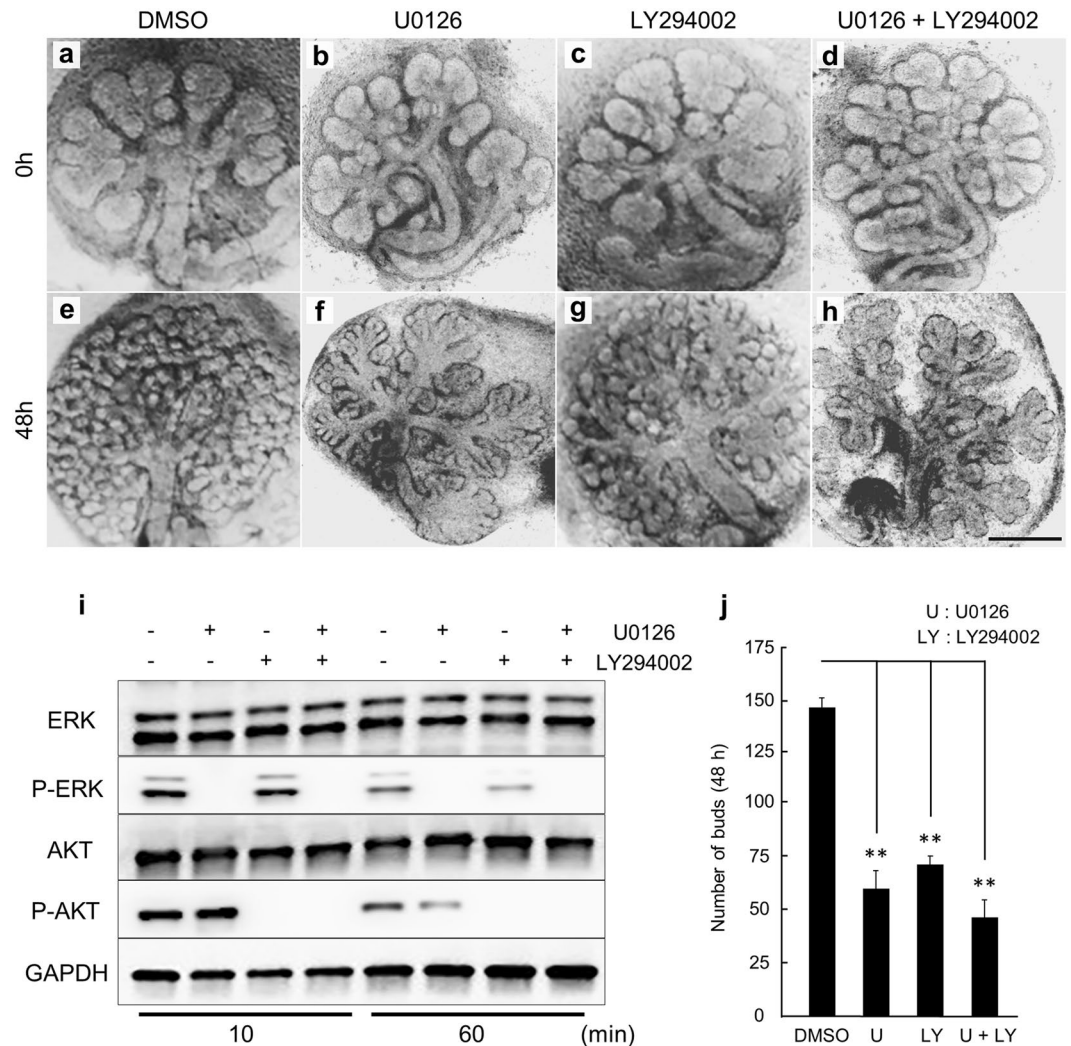 DMSO U0126 LY294002 U0126 + LY294002
a b c d
0h
e f g h
48h
i
- + - + - + - + U0126
- - + + - - + + LY294002
ERK
P-ERK
AKT
P-AKT
GAPDH
10 60 (min)
j
U : U0126
LY : LY294002
175
150
125
100
75
50
25
0
Number of buds (48 h)
** ** **
DMSO U LY U + LY